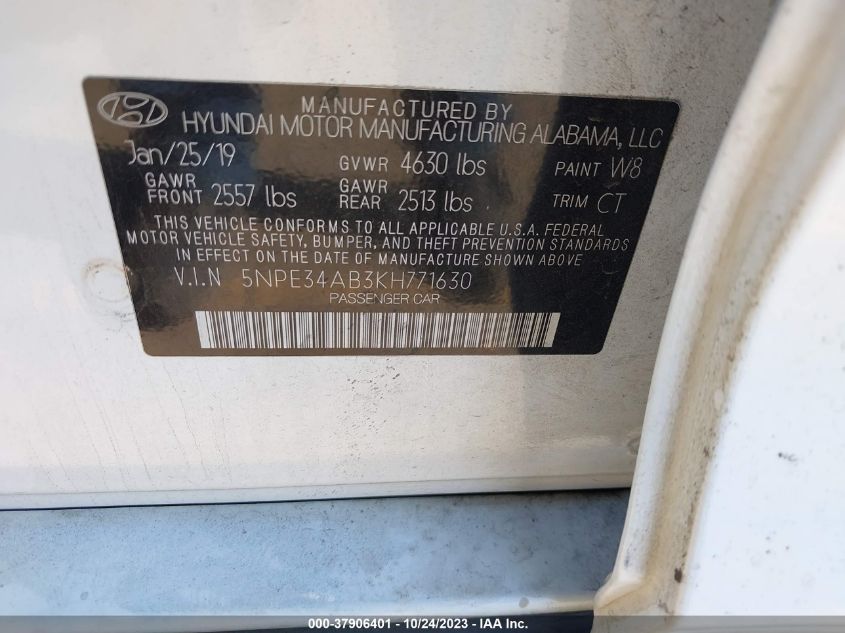 MANUFACTURED BY
HYUNDAI MOTOR MANUFACTURING ALABAMA, LLC
Jan/25/19 GVWR 4630 lbs PAINT W8
GAWR FRONT 2557 lbs GAWR REAR 2513 lbs TRIM CT
THIS VEHICLE CONFORMS TO ALL APPLICABLE U.S.A. FEDERAL
MOTOR VEHICLE SAFETY, BUMPER, AND THEFT PREVENTION STANDARDS
IN EFFECT ON THE DATE OF MANUFACTURE SHOWN ABOVE.
V.I.N 5NPE34AB3KH771630
PASSENGER CAR
000-37906401 - 10/24/2023 - IAA Inc.